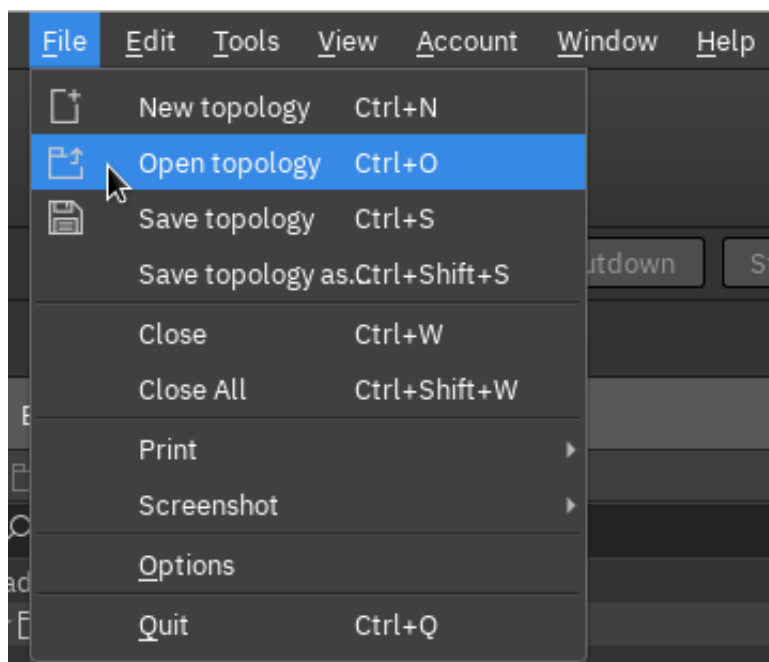 File Edit Tools View Account Window Help
New topology Ctrl+N
Open topology Ctrl+O
Save topology Ctrl+S
Save topology as.. Ctrl+Shift+S
Close Ctrl+W
Close All Ctrl+Shift+W
Print
Screenshot
Options
Quit Ctrl+Q